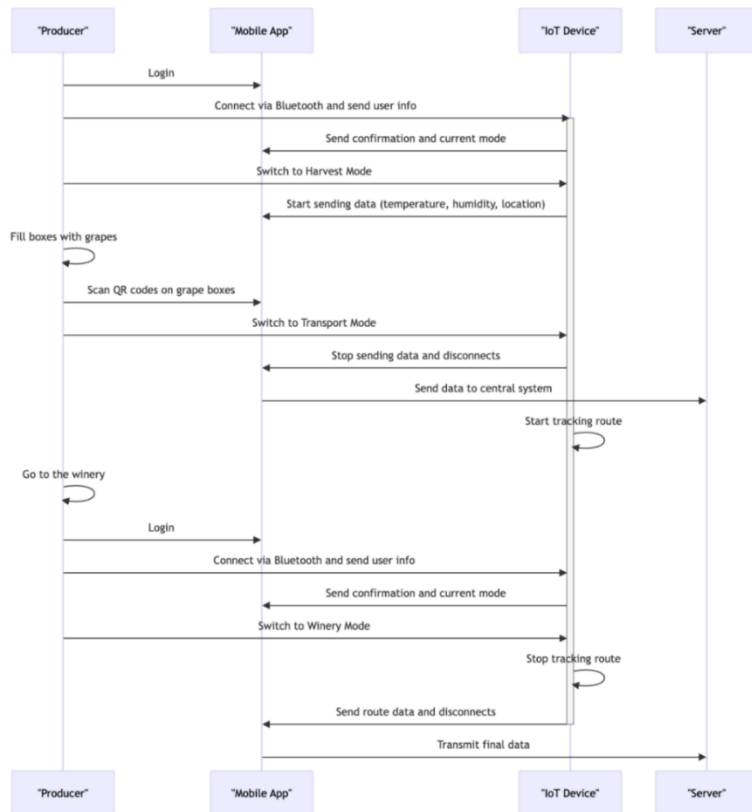 "Producer" "Mobile App" "IoT Device" "Server"
Login
Connect via Bluetooth and send user info
Send confirmation and current mode
Switch to Harvest Mode
Start sending data (temperature, humidity, location)
Fill boxes with grapes
Scan QR codes on grape boxes
Switch to Transport Mode
Stop sending data and disconnects
Send data to central system
Start tracking route
Go to the winery
Login
Connect via Bluetooth and send user info
Send confirmation and current mode
Switch to Winery Mode
Stop tracking route
Send route data and disconnects
Transmit final data
"Producer" "Mobile App" "IoT Device" "Server"